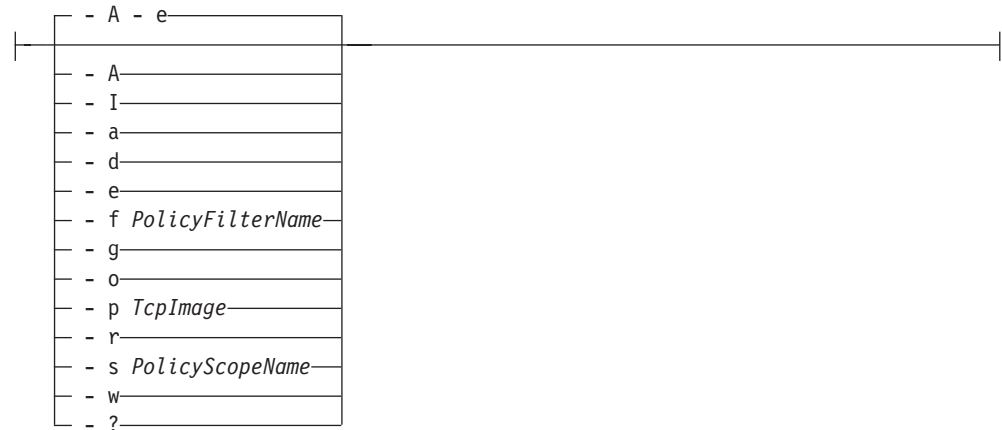 - A - e
- A
- I
- a
- d
- e
- f PolicyFilterName
- g
- o
- p TcpImage
- r
- s PolicyScopeName
- w
- ?